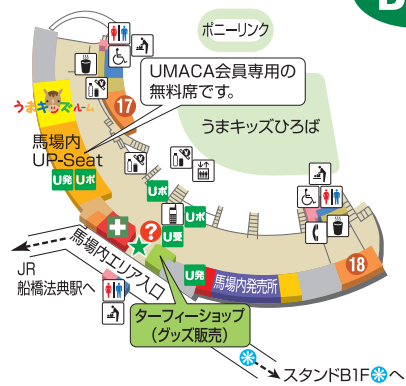 B
ポニーリンク
UMACA会員専用の
無料席です。
うまキッズルーム
17
うまキッズひろば
馬場内
UP-Seat
U発 Uポ
Uポ
Uポ
U受
?
馬場内エリア入口
U発
馬場内発売所
18
JR
船橋法典駅へ
ターフィーショップ
(グッズ販売)
スタンドB1Fへ